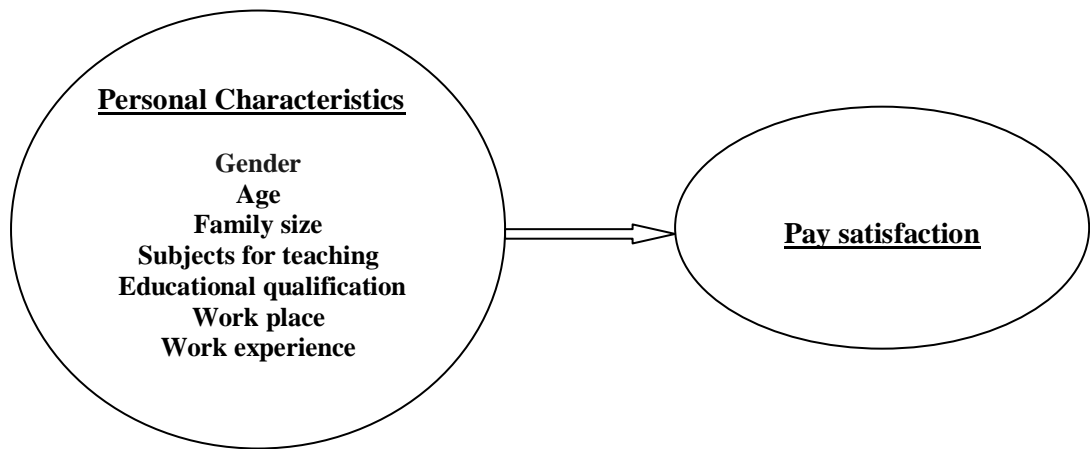 Personal Characteristics
Gender
Age
Family size
Subjects for teaching
Educational qualification
Work place
Work experience
Pay satisfaction